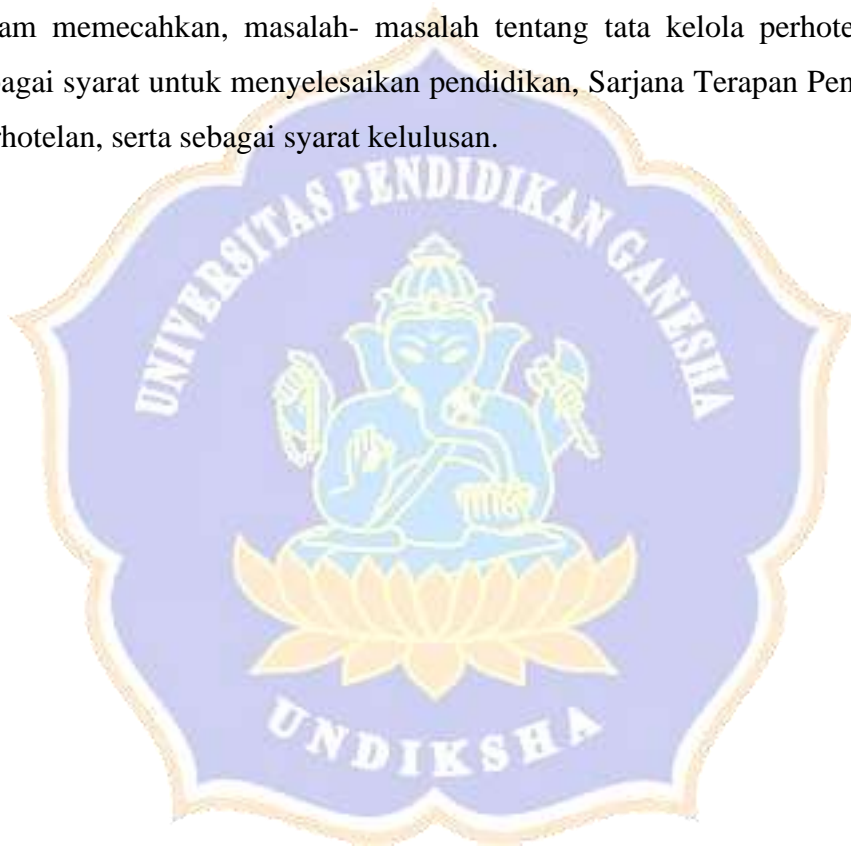 am memecahkan, masalah- masalah tentang tata kelola perhote
agai syarat untuk menyelesaikan pendidikan, Sarjana Terapan Pen
rhotelan, serta sebagai syarat kelulusan.
UNIVERSITAS PENDIDIKAN GANESHA
UNDIKSHA